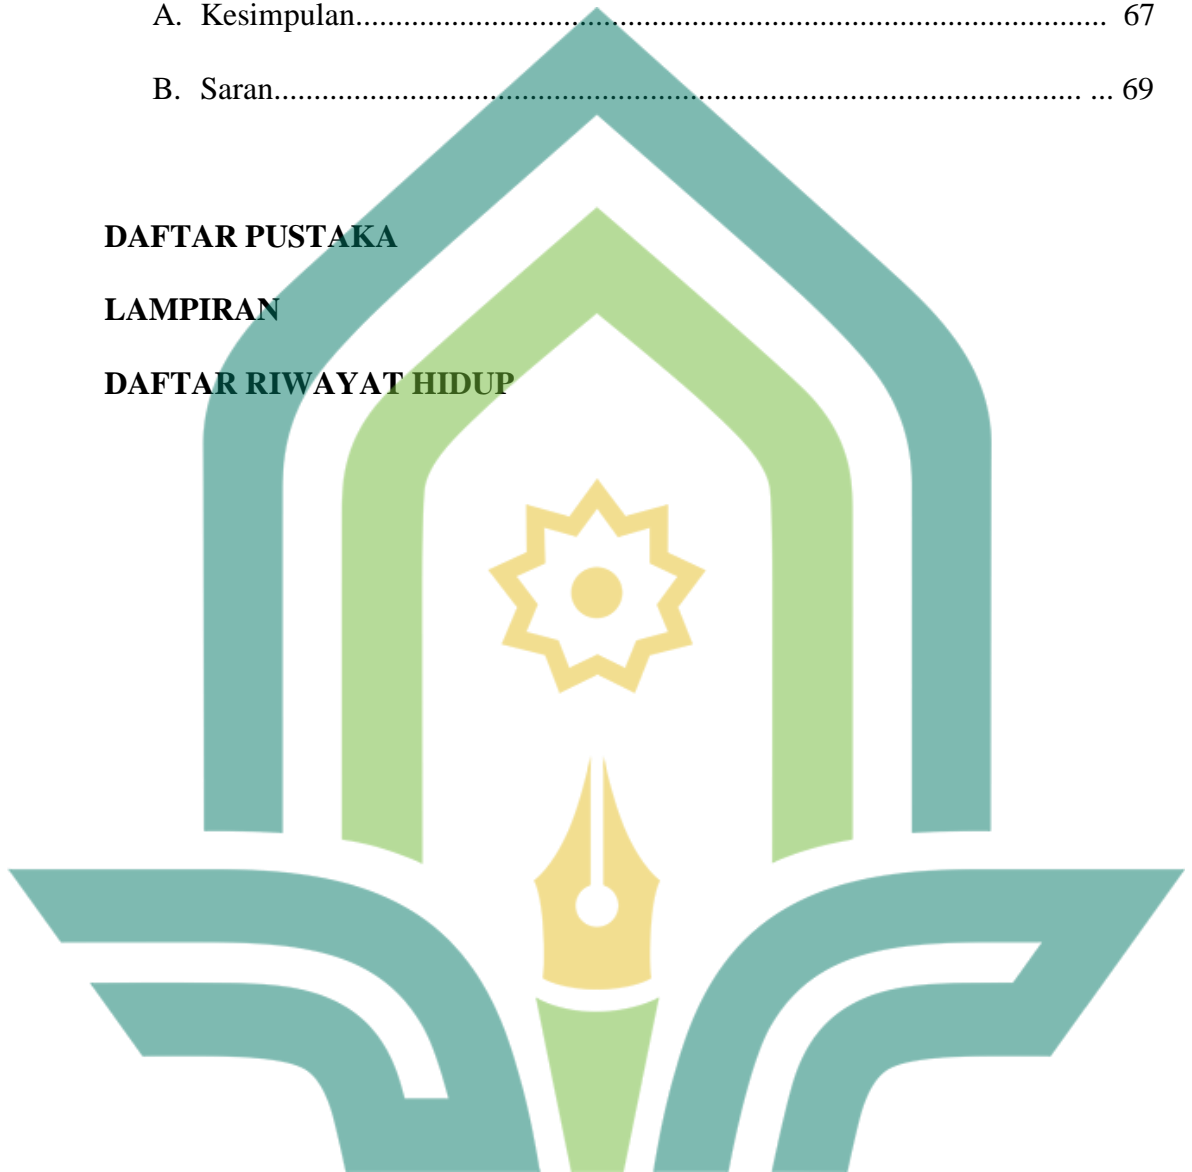 A. Kesimpulan.............................................................................................. 67
B. Saran..................................................................................................... ... 69
DAFTAR PUSTAKA
LAMPIRAN
DAFTAR RIWAYAT HIDUP